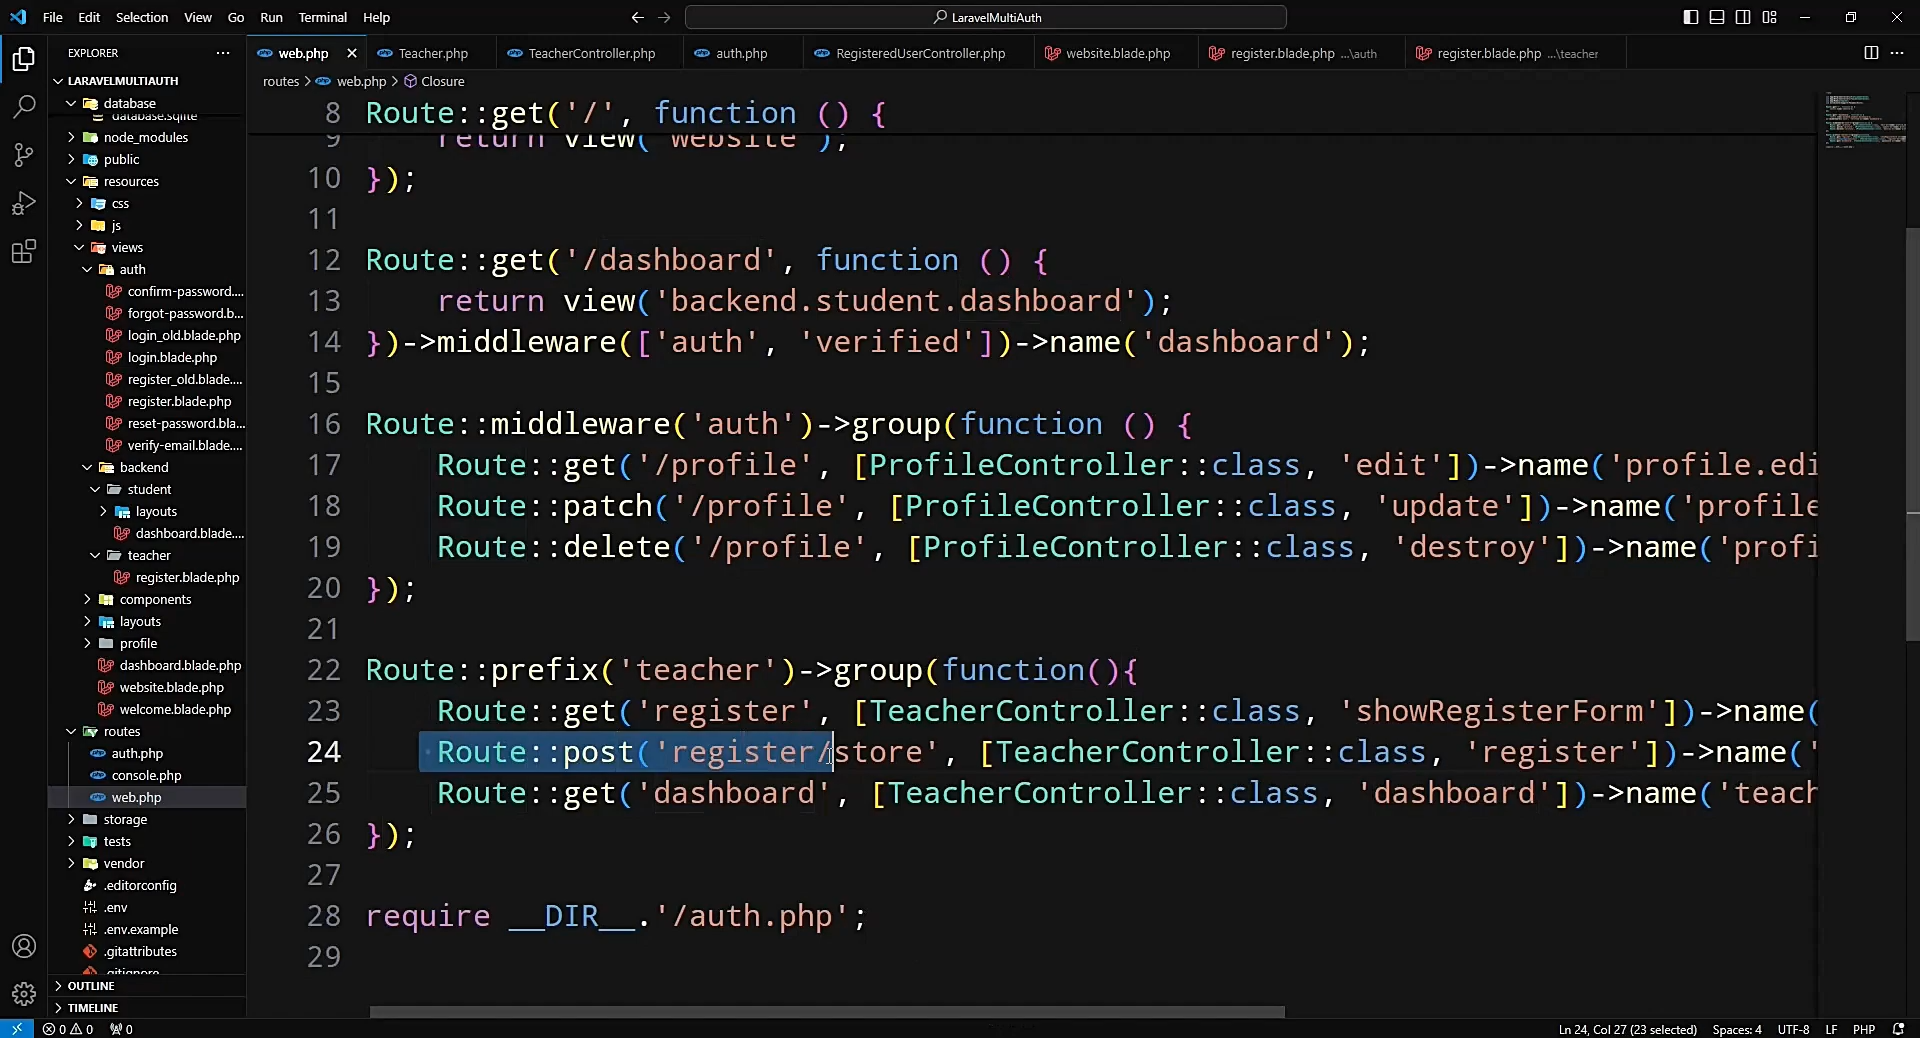 File Edit Selection View Go Run Terminal Help
LaravelMultiAuth
EXPLORER
web.php
Teacher.php
TeacherController.php
auth.php
RegisteredUserController.php
website.blade.php
register.blade.php ...\auth
register.blade.php ...\teacher
routes > web.php > Closure
LARAVELMULTIAUTH
database
database.sqlite
node_modules
public
resources
css
js
views
auth
confirm-password....
forgot-password.b...
login_old.blade.php
login.blade.php
register_old.blade....
register.blade.php
reset-password.bla...
verify-email.blade....
backend
student
layouts
dashboard.blade....
teacher
register.blade.php
components
layouts
profile
dashboard.blade.php
website.blade.php
welcome.blade.php
routes
auth.php
console.php
web.php
storage
tests
vendor
.editorconfig
.env
.env.example
.gitattributes
.gitignore
OUTLINE
TIMELINE
8 Route::get('/', function () {
9 return view('website');
10 });
11
12 Route::get('/dashboard', function () {
13 return view('backend.student.dashboard');
14 })->middleware(['auth', 'verified'])->name('dashboard');
15
16 Route::middleware('auth')->group(function () {
17 Route::get('/profile', [ProfileController::class, 'edit'])->name('profile.edi
18 Route::patch('/profile', [ProfileController::class, 'update'])->name('profile
19 Route::delete('/profile', [ProfileController::class, 'destroy'])->name('profi
20 });
21
22 Route::prefix('teacher')->group(function(){
23 Route::get('register', [TeacherController::class, 'showRegisterForm'])->name(
24 Route::post('register/store', [TeacherController::class, 'register'])->name('
25 Route::get('dashboard', [TeacherController::class, 'dashboard'])->name('teach
26 });
27
28 require __DIR__.'/auth.php';
29
0 0 0
Ln 24, Col 27 (23 selected) Spaces: 4 UTF-8 LF PHP